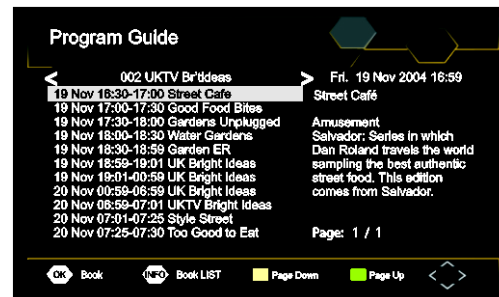 Program Guide
002 UKTV Br'tIdeas
Fri. 19 Nov 2004 16:59
19 Nov 16:30-17:00 Street Cafe
19 Nov 17:00-17:30 Good Food Bites
19 Nov 17:30-18:00 Gardens Unplugged
19 Nov 18:00-18:30 Water Gardens
19 Nov 18:30-18:59 Garden ER
19 Nov 18:59-19:01 UK Bright Ideas
19 Nov 19:01-00:59 UK Bright Ideas
20 Nov 00:59-06:59 UK Bright Ideas
20 Nov 06:59-07:01 UKTV Bright Ideas
20 Nov 07:01-07:25 Style Street
20 Nov 07:25-07:30 Too Good to Eat
Street Café
Amusement
Salvador: Series in which
Dan Roland travels the world
sampling the best authentic
street food. This edition
comes from Salvador.
Page: 1 / 1
OK Book INFO Book LIST Page Down Page Up